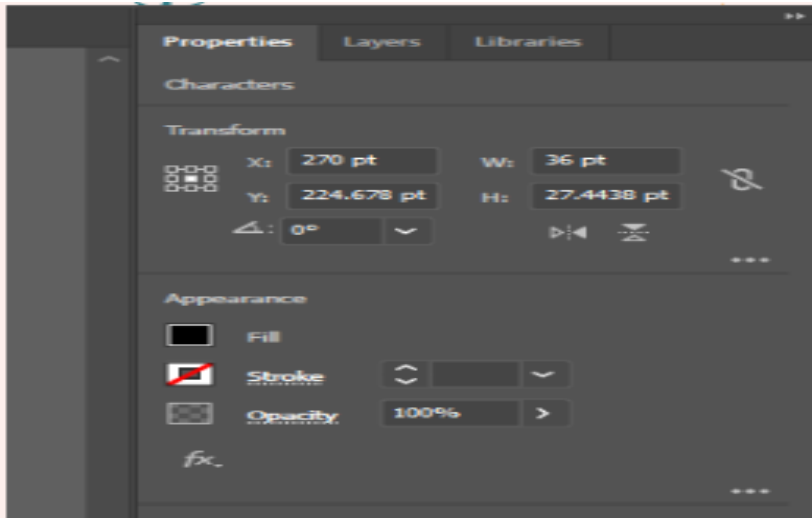 Properties Layers Libraries
Characters
Transform
X: 270 pt W: 36 pt
Y: 224.678 pt H: 27.4438 pt
: 0°
Appearance
Fill
Stroke
Opacity 100%
fx.